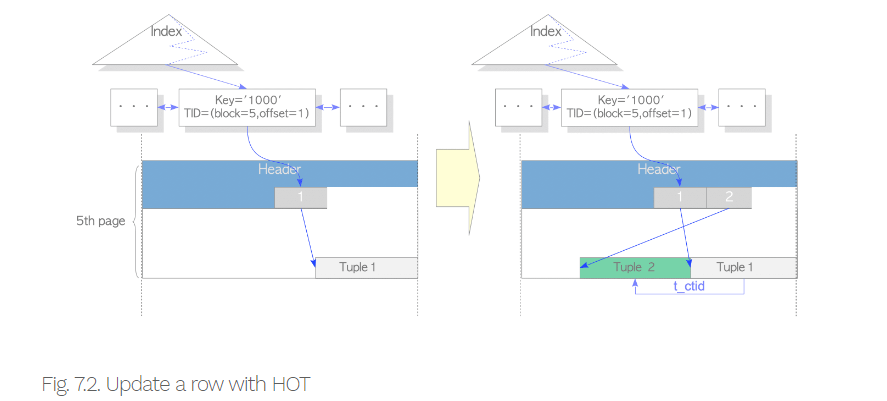 Index
Index
. . .
Key='1000'
TID=(block=5,offset=1)
. . .
. . .
Key='1000'
TID=(block=5,offset=1)
. . .
Header
Header
1
1
2
5th page
Tuple 1
Tuple 2
Tuple 1
t_ctid
Fig. 7.2. Update a row with HOT